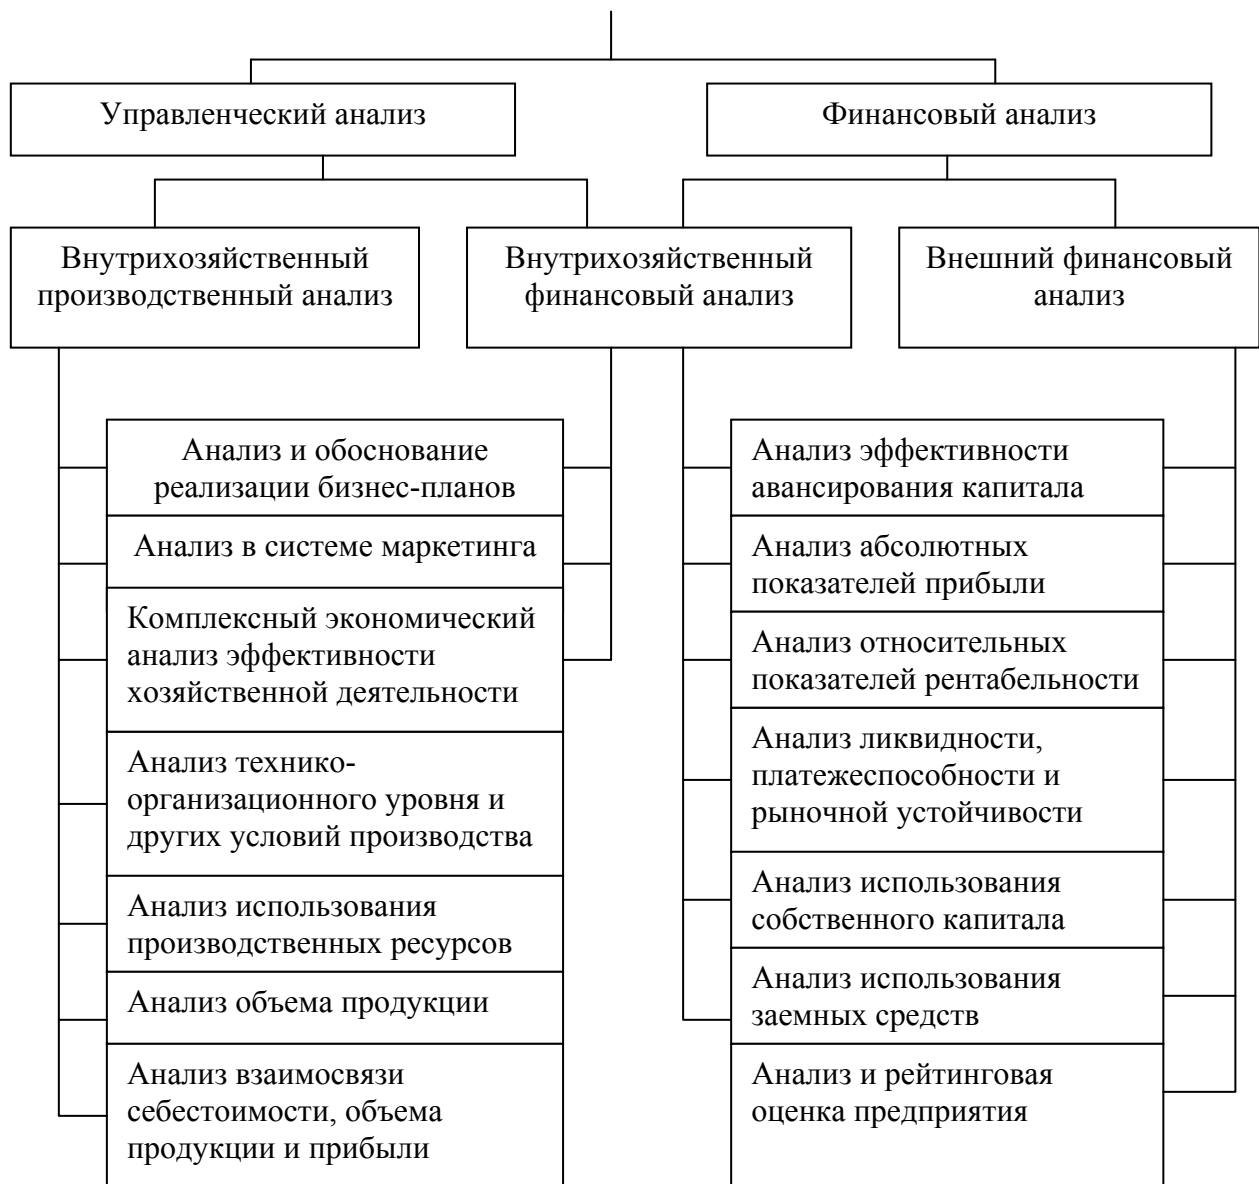 Управленческий анализ
Финансовый анализ
Внутрихозяйственный
производственный анализ
Внутрихозяйственный
финансовый анализ
Внешний финансовый
анализ
Анализ и обоснование
реализации бизнес-планов
Анализ в системе маркетинга
Комплексный экономический
анализ эффективности
хозяйственной деятельности
Анализ технико-
организационного уровня и
других условий производства
Анализ использования
производственных ресурсов
Анализ объема продукции
Анализ взаимосвязи
себестоимости, объема
продукции и прибыли
Анализ эффективности
авансирования капитала
Анализ абсолютных
показателей прибыли
Анализ относительных
показателей рентабельности
Анализ ликвидности,
платежеспособности и
рыночной устойчивости
Анализ использования
собственного капитала
Анализ использования
заемных средств
Анализ и рейтинговая
оценка предприятия